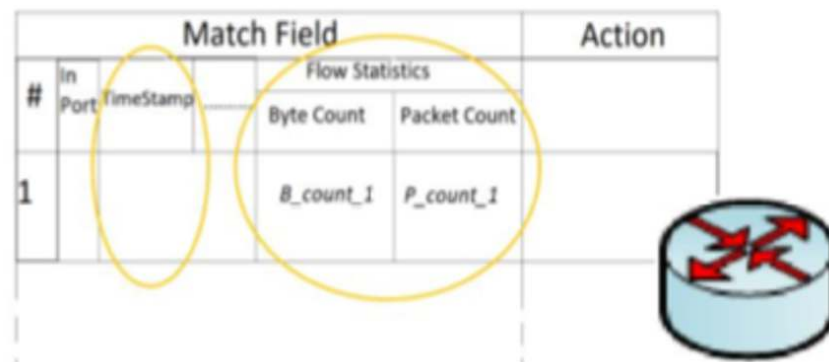 Match Field Action
# In Port TimeStamp ........ Flow Statistics
Byte Count Packet Count
1 B_count_1 P_count_1